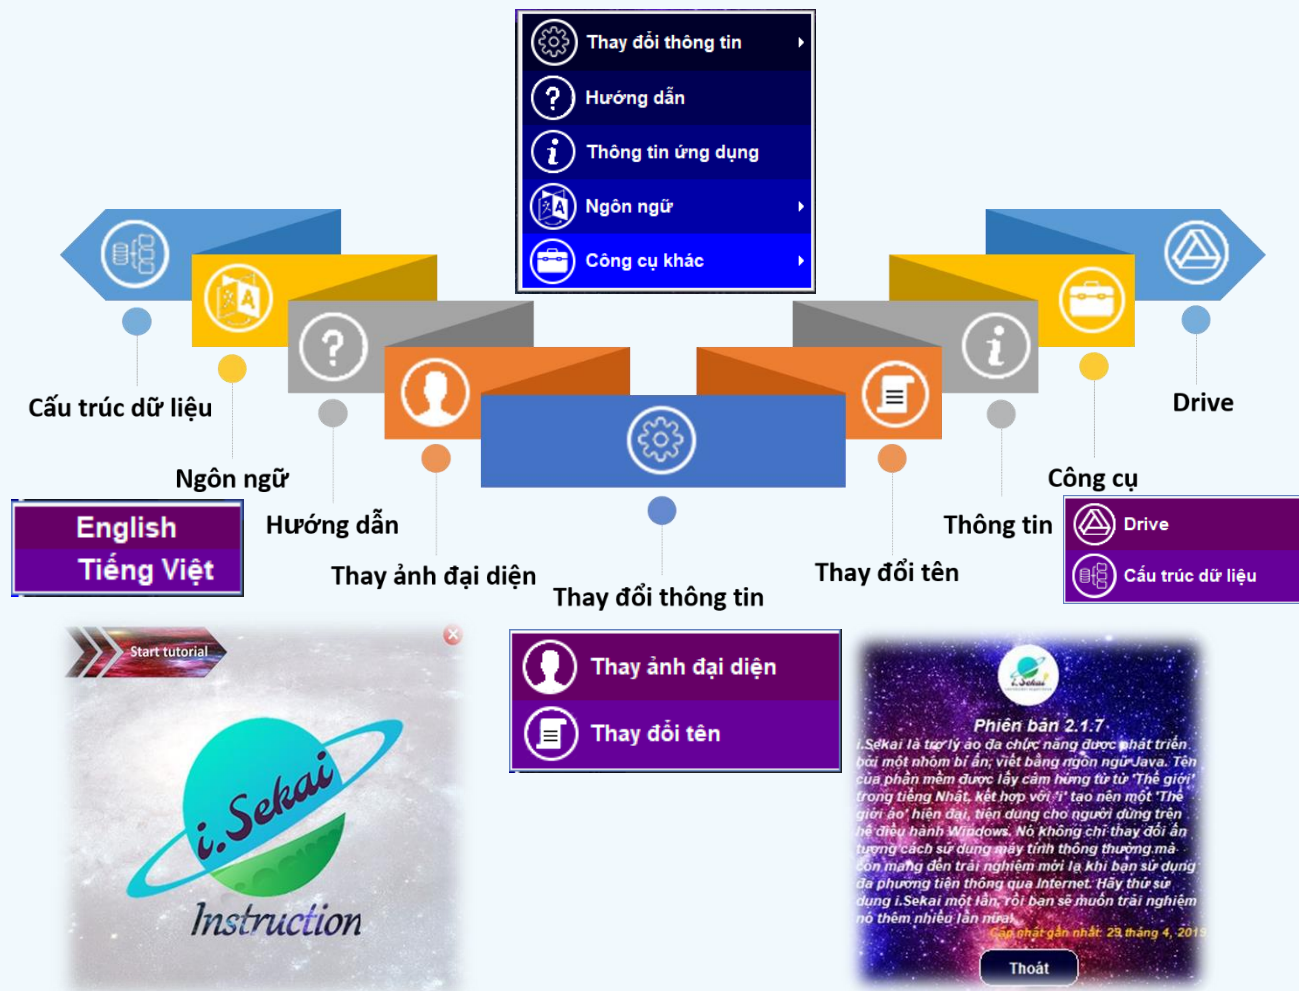 Thay đổi thông tin
Hướng dẫn
Thông tin ứng dụng
Ngôn ngữ
Công cụ khác
Cấu trúc dữ liệu
Ngôn ngữ
Hướng dẫn
Thay ảnh đại diện
Thay đổi thông tin
Thay đổi tên
Thông tin
Công cụ
Drive
English
Tiếng Việt
Drive
Cấu trúc dữ liệu
Start tutorial
i.Sekai
Instruction
Thay ảnh đại diện
Thay đổi tên
i.Sekai
Phiên bản 2.1.7
i.Sekai là trợ lý ảo đa chức năng được phát triển
bởi một nhóm bí ẩn, viết bằng ngôn ngữ Java. Tên
của phần mềm được lấy cảm hứng từ từ 'Thế giới'
trong tiếng Nhật, kết hợp với 'i' tạo nên một 'Thế
giới ảo' hiện đại, tiện dụng cho người dùng trên
hệ điều hành Windows. Nó không chỉ thay đổi ấn
tượng cách sử dụng máy tính thông thường mà
còn mang đến trải nghiệm mới lạ khi bạn sử dụng
đa phương tiện thông qua Internet. Hãy thử sử
dụng i.Sekai một lần, rồi bạn sẽ muốn trải nghiệm
nó thêm nhiều lần nữa!
Cập nhật gần nhất: 29 tháng 4, 2019
Thoát